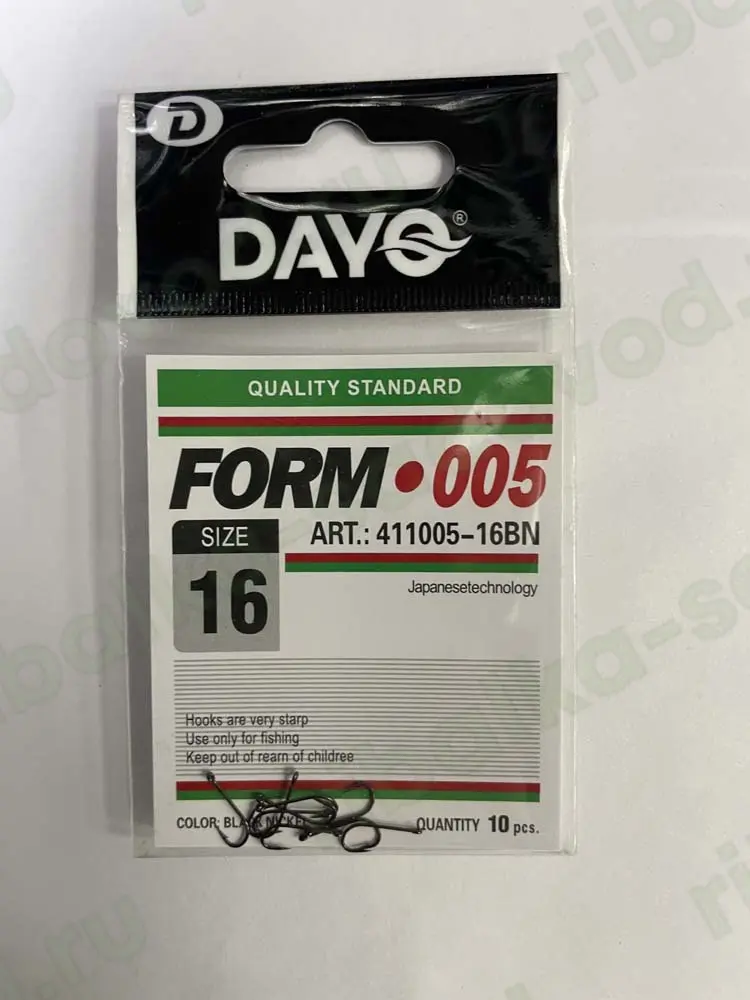 D
DAYO®
QUALITY STANDARD
FORM•005
SIZE
16
ART.: 411005-16BN
Japanesetechnology
Hooks are very starp
Use only for fishing
Keep out of rearn of childree
COLOR: BLACK NICKEL
QUANTITY 10 pcs.